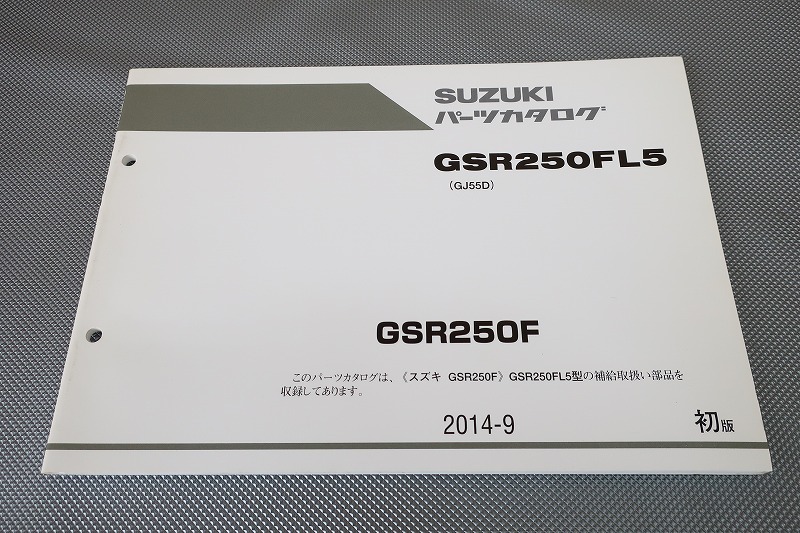 SUZUKI
パーツカタログ
GSR250FL5
(GJ55D)
GSR250F
このパーツカタログは、《スズキ GSR250F》GSR250FL5型の補給取扱い部品を
収録してあります。
2014-9
初版